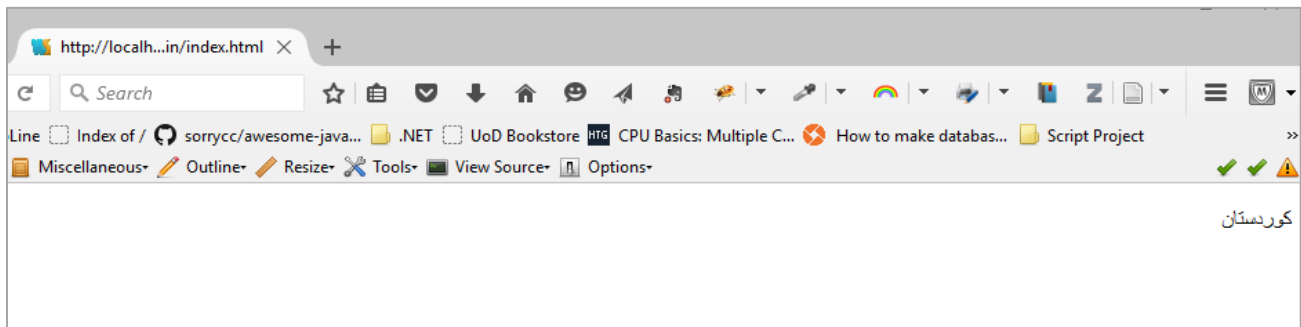 http://localh...in/index.html
Search
Line Index of / sorrycc/awesome-java... .NET UoD Bookstore HTG CPU Basics: Multiple C... How to make databas... Script Project
Miscellaneous Outline Resize Tools View Source Options
کوردستان